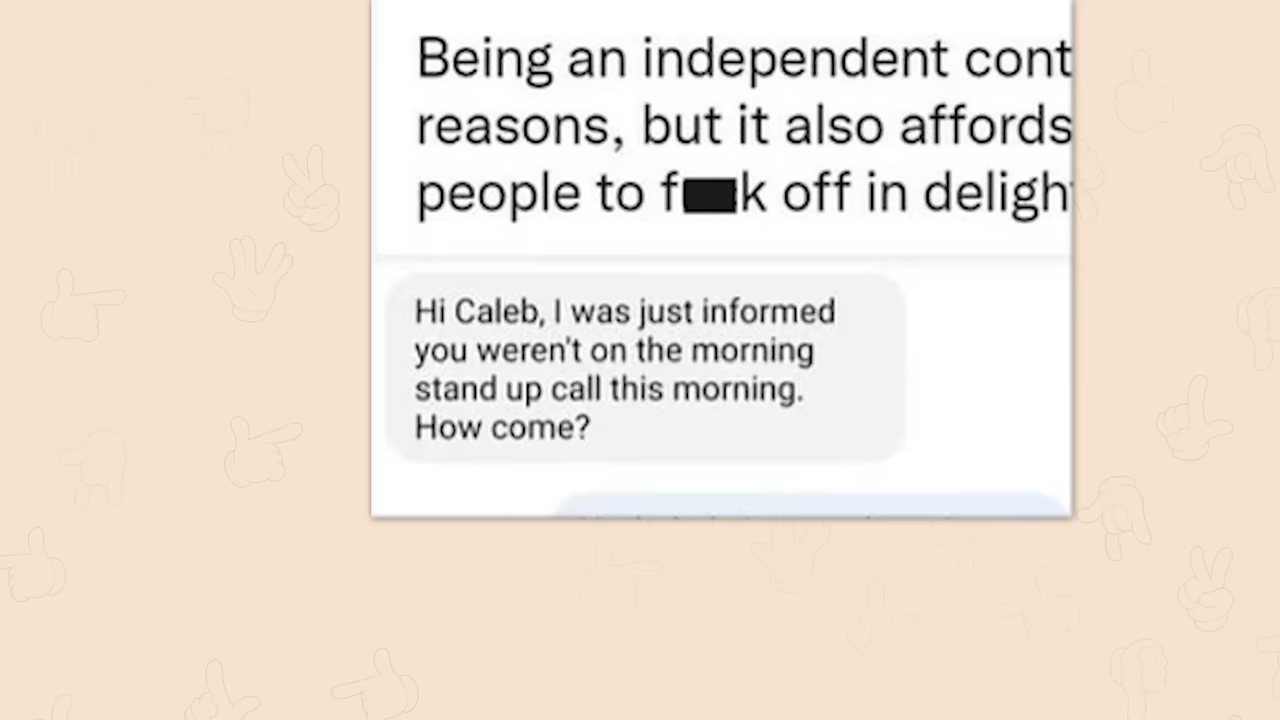 Being an independent cont
reasons, but it also affords
people to f■k off in deligh
Hi Caleb, I was just informed
you weren't on the morning
stand up call this morning.
How come?